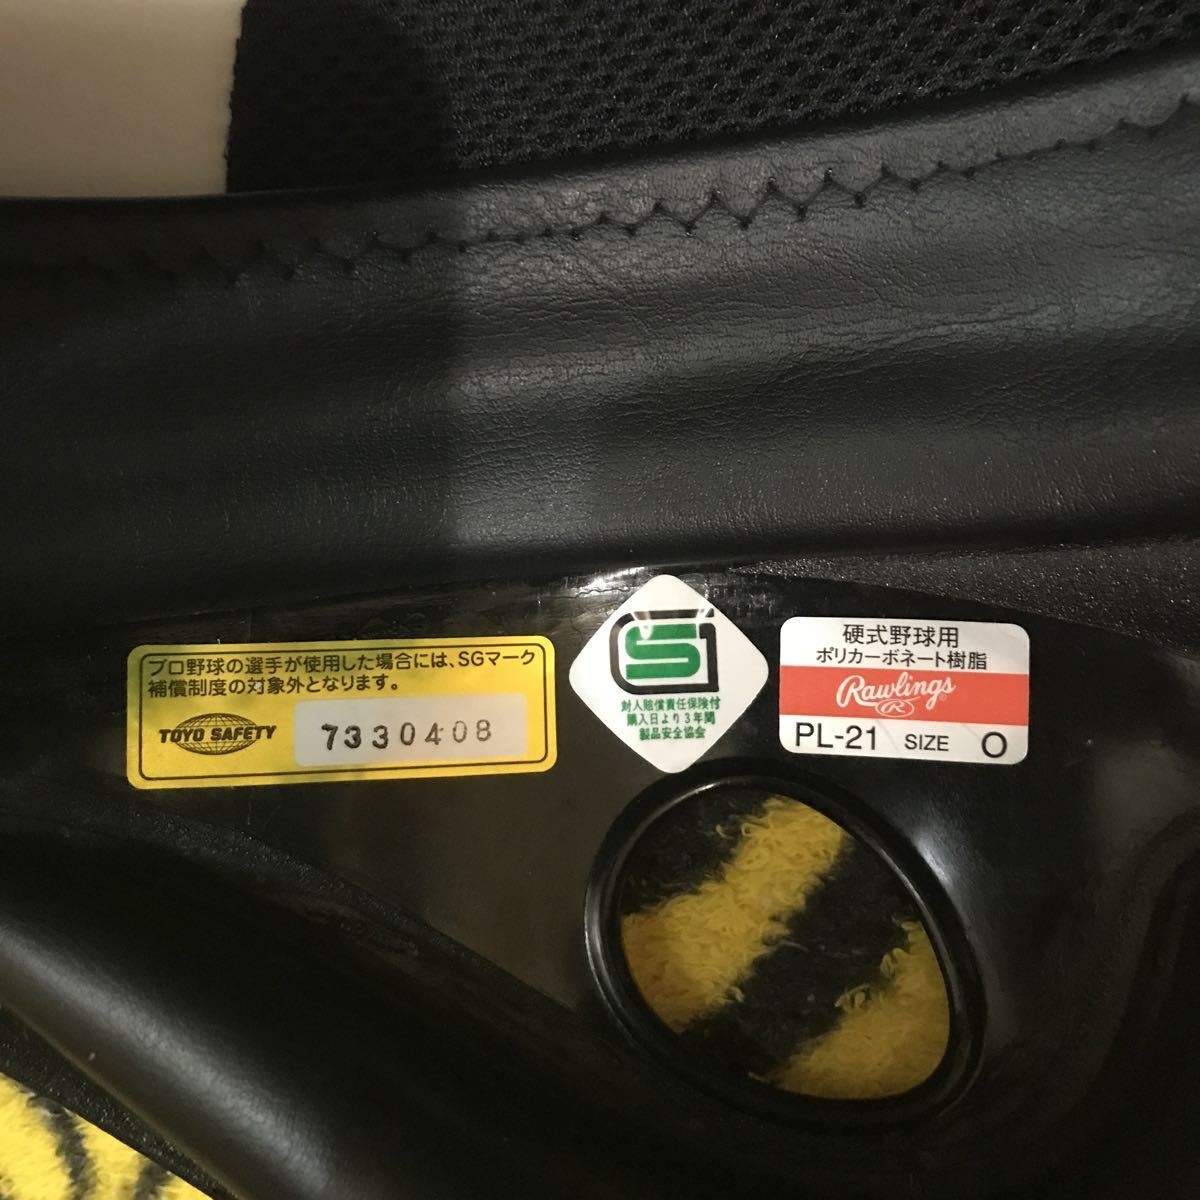 プロ野球の選手が使用した場合には、SGマーク
補償制度の対象外となります。
TOYO SAFETY
7330408
SG
対人賠償責任保険付
購入日より3年間
製品安全協会
硬式野球用
ポリカーボネート樹脂
Rawlings
R
PL-21 SIZE O